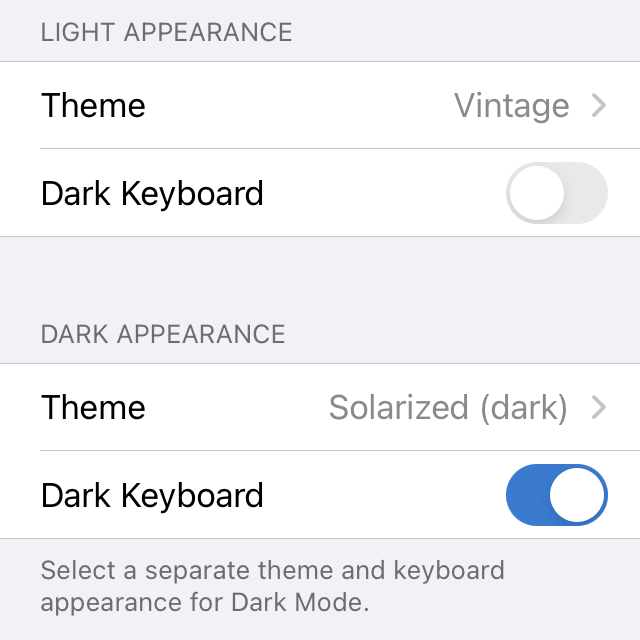 LIGHT APPEARANCE
Theme Vintage
Dark Keyboard
DARK APPEARANCE
Theme Solarized (dark)
Dark Keyboard
Select a separate theme and keyboard
appearance for Dark Mode.